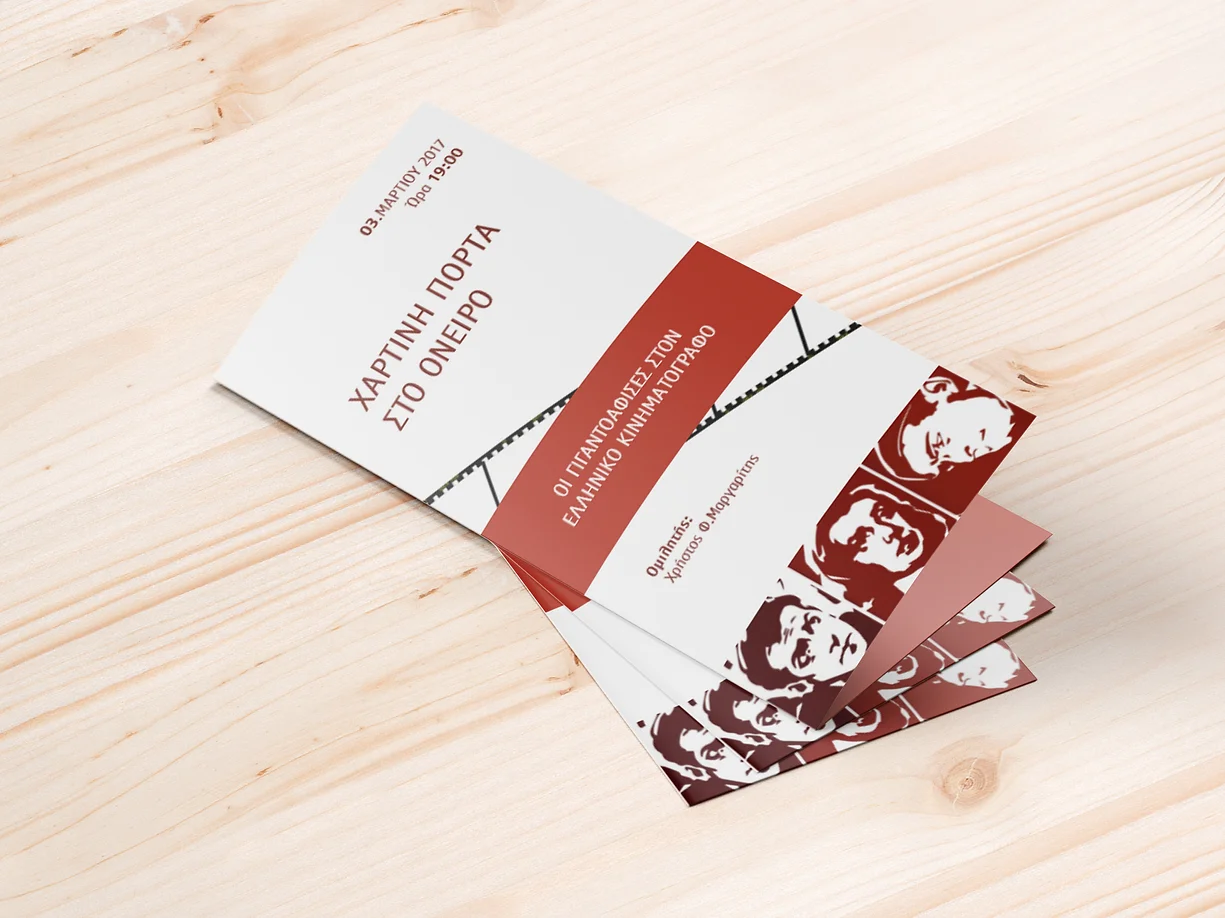 03.ΜΑΡΤΙΟΥ 2017
Ώρα 19:00
ΧΑΡΤΙΝΗ ΠΟΡΤΑ
ΣΤΟ ΟΝΕΙΡΟ
ΟΙ ΓΙΓΑΝΤΟΑΦΙΣΕΣ ΣΤΟΝ
ΕΛΛΗΝΙΚΟ ΚΙΝΗΜΑΤΟΓΡΑΦΟ
Ομιλητής:
Χρήστος Φ.Μαργαρίτης